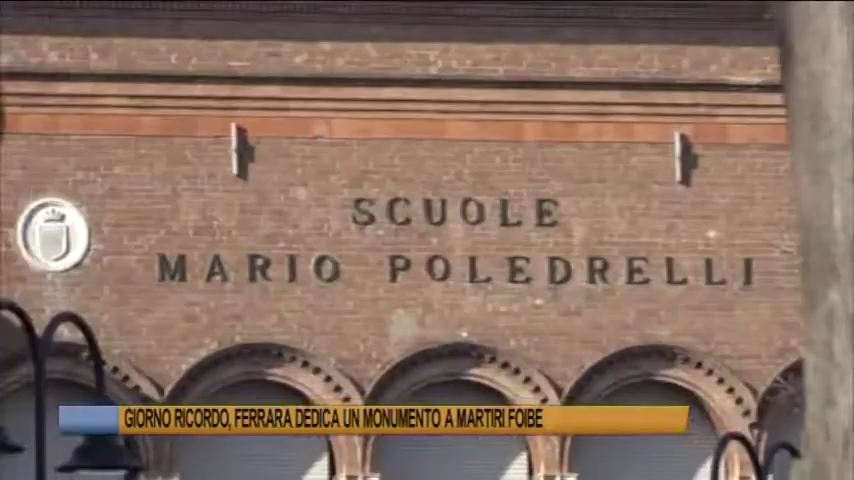 SCUOLE
MARIO POLEDRELLI
GIORNO RICORDO, FERRARA DEDICA UN MONUMENTO A MARTIRI FOIBE